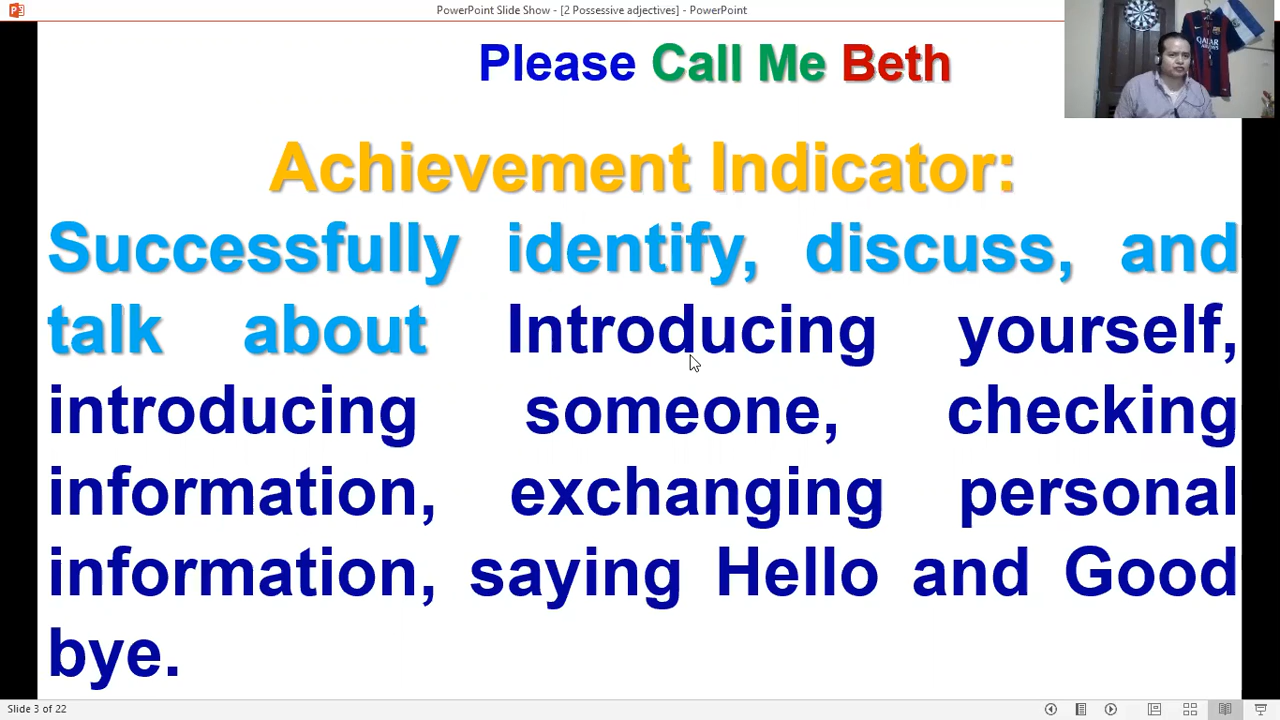 PowerPoint Slide Show - [2 Possessive adjectives] - PowerPoint
Please Call Me Beth
Achievement Indicator:
Successfully identify, discuss, and
talk about Introducing yourself,
introducing someone, checking
information, exchanging personal
information, saying Hello and Good
bye.
Slide 3 of 22